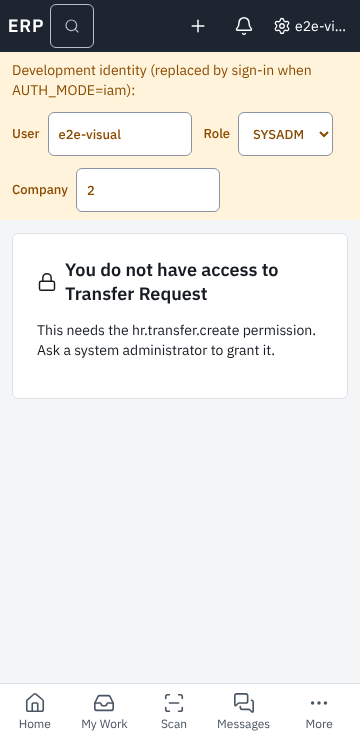 ERP
e2e-vi...
Development identity (replaced by sign-in when
AUTH_MODE=iam):
User e2e-visual Role SYSADM
Company 2
You do not have access to
Transfer Request
This needs the hr.transfer.create permission.
Ask a system administrator to grant it.
Home My Work Scan Messages More